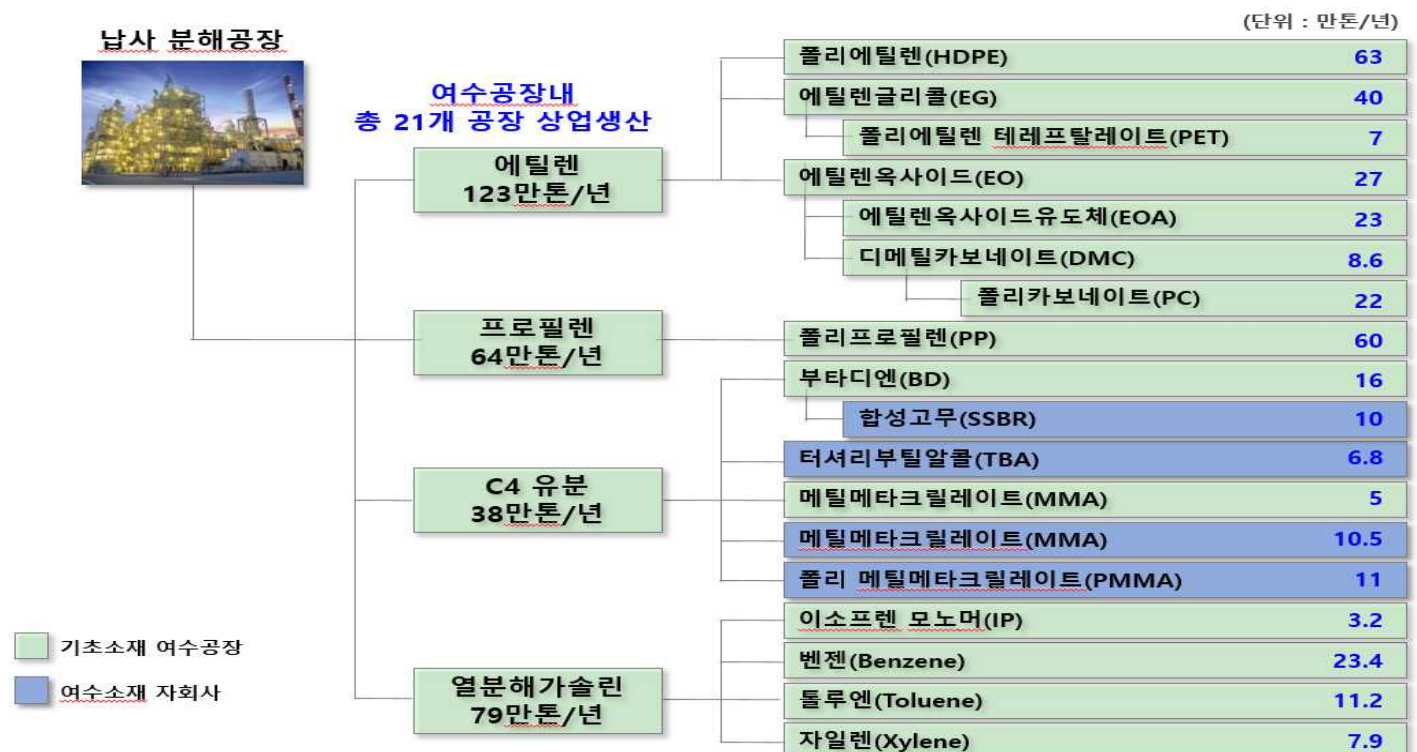 (단위 : 만톤/년)
납사 분해공장
여수공장내
총 21개 공장 상업생산
에틸렌
123만톤/년
폴리에틸렌(HDPE) 63
에틸렌글리콜(EG) 40
폴리에틸렌 테레프탈레이트(PET) 7
에틸렌옥사이드(EO) 27
에틸렌옥사이드유도체(EOA) 23
디메틸카보네이트(DMC) 8.6
폴리카보네이트(PC) 22
프로필렌
64만톤/년
폴리프로필렌(PP) 60
C4 유분
38만톤/년
부타디엔(BD) 16
합성고무(SSBR) 10
터셔리부틸알콜(TBA) 6.8
메틸메타크릴레이트(MMA) 5
메틸메타크릴레이트(MMA) 10.5
폴리 메틸메타크릴레이트(PMMA) 11
열분해가솔린
79만톤/년
이소프렌 모노머(IP) 3.2
벤젠(Benzene) 23.4
톨루엔(Toluene) 11.2
자일렌(Xylene) 7.9
기초소재 여수공장
여수소재 자회사